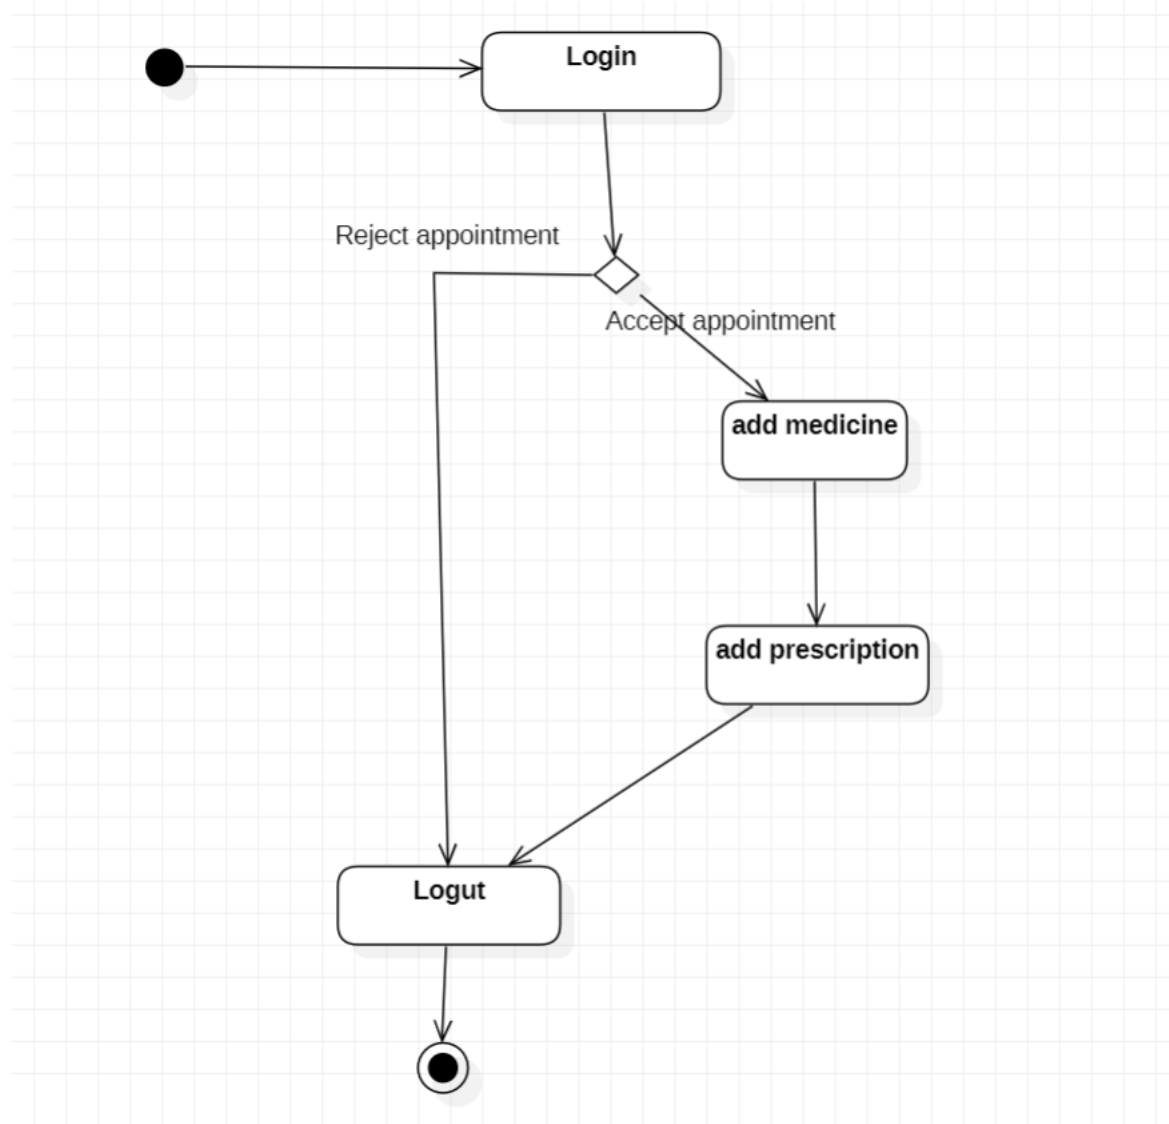 Login
Reject appointment
Accept appointment
add medicine
add prescription
Logut